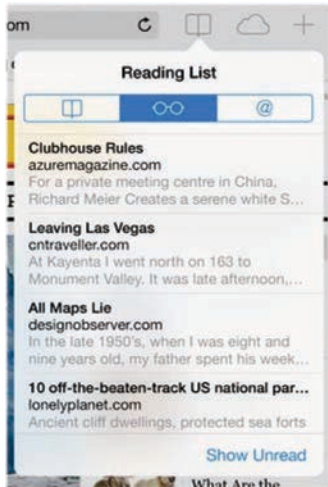 om
Reading List
@
Clubhouse Rules
azuremagazine.com
For a private meeting centre in China,
Richard Meier Creates a serene white S...
Leaving Las Vegas
cntraveller.com
At Kayenta I went north on 163 to
Monument Valley. It was late afternoon,...
All Maps Lie
designobserver.com
In the late 1950's, when I was eight and
nine years old, my father spent his week...
10 off-the-beaten-track US national par...
lonelyplanet.com
Ancient cliff dwellings, protected sea forts
Show Unread
What Are the